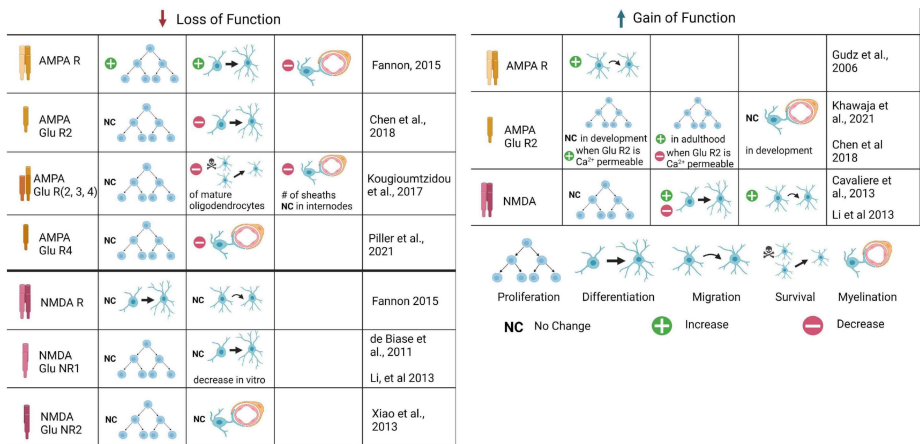 Loss of Function
AMPA R
Fannon, 2015
AMPA
Glu R2
NC
Chen et al.,
2018
AMPA
Glu R(2, 3, 4)
NC
of mature
oligodendrocytes
# of sheaths
NC in internodes
Kougioumtzidou
et al., 2017
AMPA
Glu R4
NC
Piller et al.,
2021
NMDA R
NC
NC
Fannon 2015
NMDA
Glu NR1
NC
NC
decrease in vitro
de Biase et
al., 2011
Li, et al 2013
NMDA
Glu NR2
NC
NC
Xiao et al.,
2013
Gain of Function
AMPA R
Gudz et al.,
2006
AMPA
Glu R2
NC in development
when Glu R2 is
Ca²⁺ permeable
in adulthood
when Glu R2 is
Ca²⁺ permeable
NC
in development
Khawaja et
al., 2021
Chen et al
2018
NMDA
NC
Cavaliere et
al., 2013
Li et al 2013
Proliferation
Differentiation
Migration
Survival
Myelination
NC No Change
Increase
Decrease